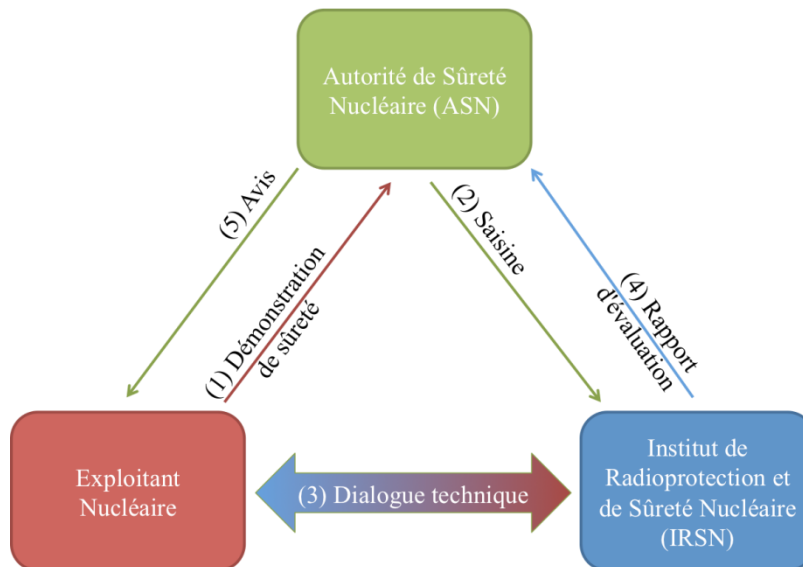 Autorité de Sûreté
Nucléaire (ASN)
(5) Avis
(1) Démonstration
de sûreté
(2) Saisine
(4) Rapport
d'évaluation
Exploitant
Nucléaire
(3) Dialogue technique
Institut de
Radioprotection et
de Sûreté Nucléaire
(IRSN)